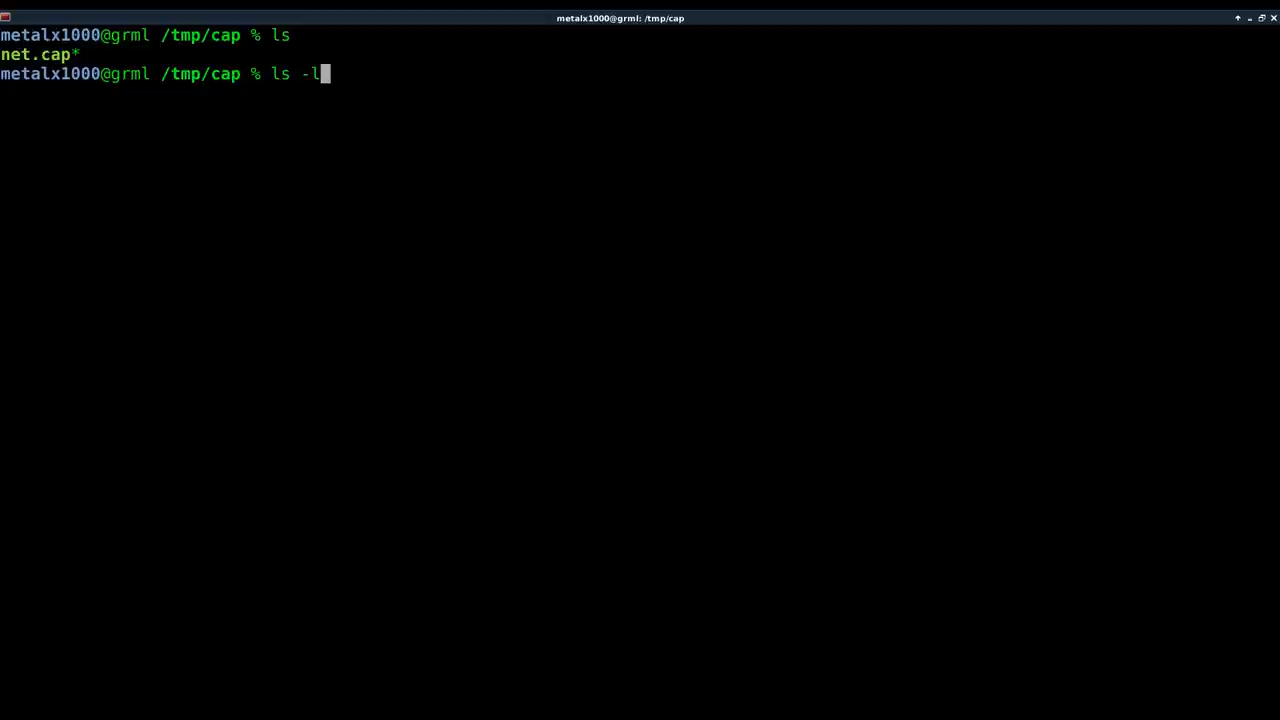 metalx1000@grml: /tmp/cap
metalx1000@grml /tmp/cap % ls
net.cap*
metalx1000@grml /tmp/cap % ls -l